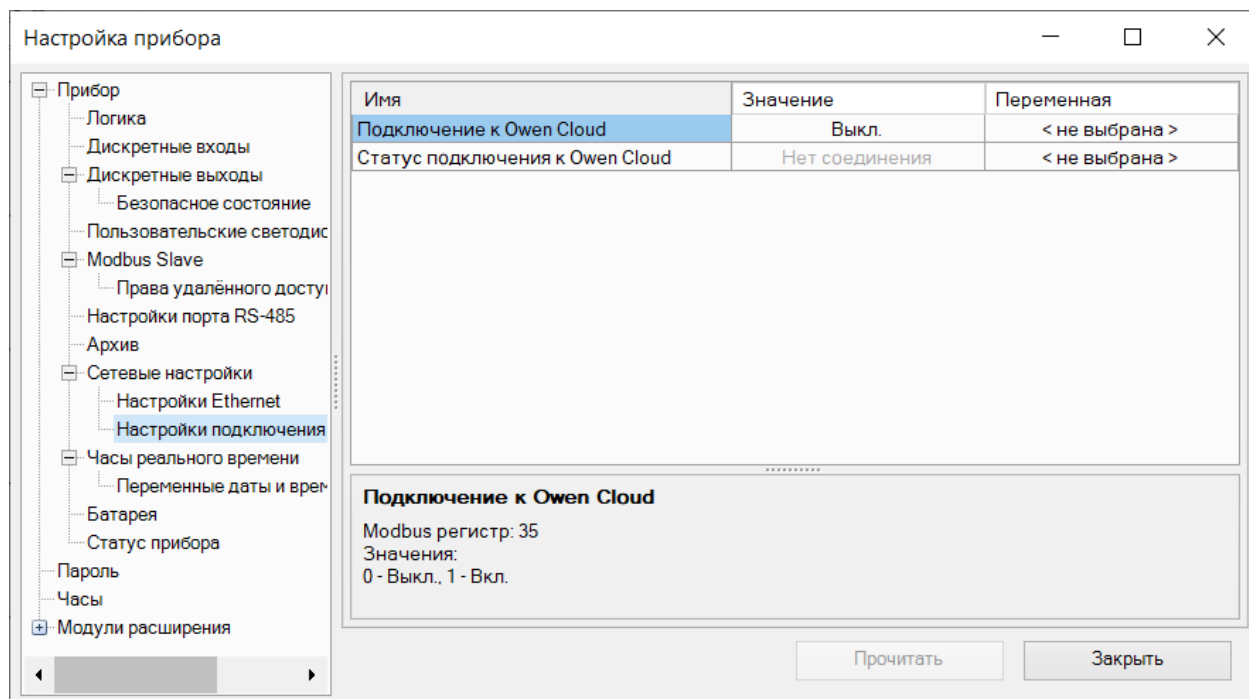 Настройка прибора
Прибор
Логика
Дискретные входы
Дискретные выходы
Безопасное состояние
Пользовательские светодис
Modbus Slave
Права удалённого досту
Настройки порта RS-485
Архив
Сетевые настройки
Настройки Ethernet
Настройки подключения
Часы реального времени
Переменные даты и врем
Батарея
Статус прибора
Пароль
Часы
Модули расширения
Имя Значение Переменная
Подключение к Owen Cloud Выкл. < не выбрана >
Статус подключения к Owen Cloud Нет соединения < не выбрана >
Подключение к Owen Cloud
Modbus регистр: 35
Значения:
0 - Выкл., 1 - Вкл.
Прочитать Закрыть